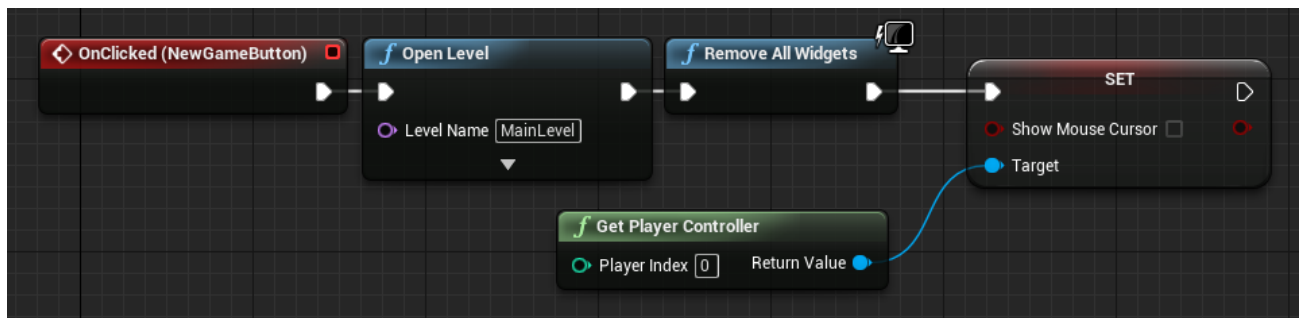 OnClicked (NewGameButton)
f Open Level
f Remove All Widgets
SET
Level Name MainLevel
Show Mouse Cursor
Target
f Get Player Controller
Player Index 0 Return Value